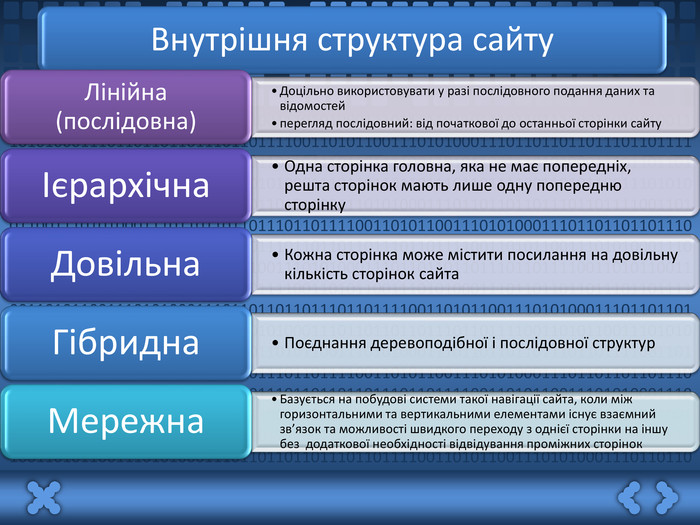 Внутрішня структура сайту
Лінійна
(послідовна)
• Доцільно використовувати у разі послідовного подання даних та
відомостей
• перегляд послідовний: від початкової до останньої сторінки сайту
Ієрархічна
• Одна сторінка головна, яка не має попередніх,
решта сторінок мають лише одну попередню
сторінку
Довільна
• Кожна сторінка може містити посилання на довільну
кількість сторінок сайта
Гібридна
• Поєднання деревоподібної і послідовної структур
Мережна
• Базується на побудові системи такої навігації сайта, коли між
горизонтальними та вертикальними елементами існує взаємний
зв’язок та можливості швидкого переходу з однієї сторінки на іншу
без додаткової необхідності відвідування проміжних сторінок